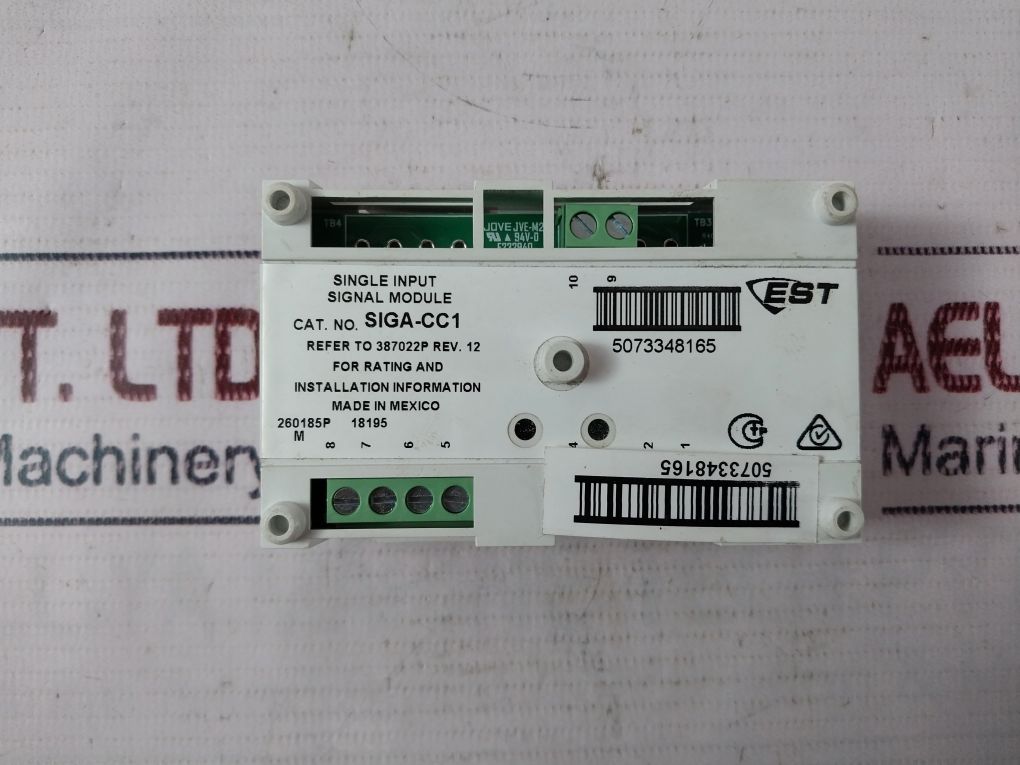 TB4
JOVE JVE-M2
94V-0
E222940
TB3
SINGLE INPUT
SIGNAL MODULE
CAT. NO. SIGA-CC1
REFER TO 387022P REV. 12
FOR RATING AND
INSTALLATION INFORMATION
MADE IN MEXICO
260185P 18195
M
8 7 6 5
10 9
EST
5073348165
4 2 1
5073348165
T. LTD
Machinery
AEL
Marin